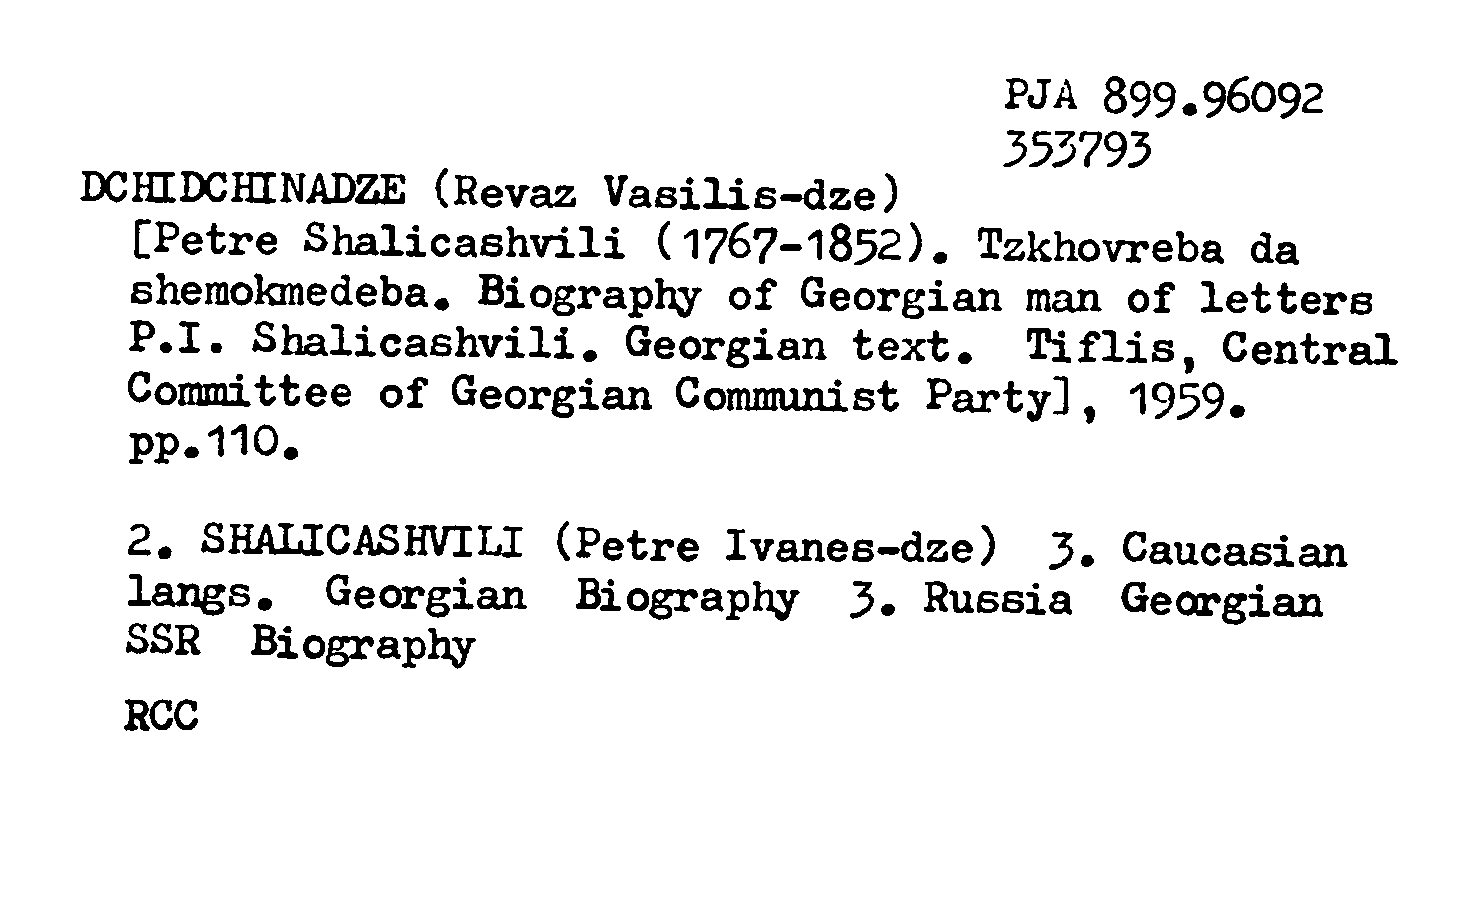 PJA 899.96092
353793
DCHIDCHINADZE (Revaz Vasilis-dze)
[Petre Shalicashvili (1767-1852). Tzkhovreba da
shemokmedeba. Biography of Georgian man of letters
P.I. Shalicashvili. Georgian text. Tiflis, Central
Committee of Georgian Communist Party], 1959.
pp.110.
2. SHALICASHVILI (Petre Ivanes-dze) 3. Caucasian
langs. Georgian Biography 3. Russia Georgian
SSR Biography
RCC